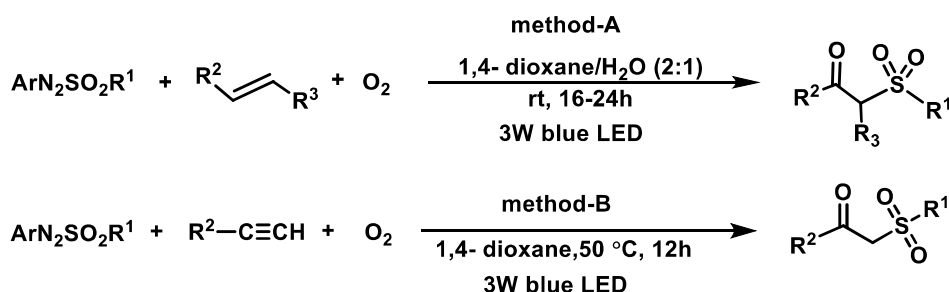 method-A
ArN₂SO₂R¹ + R² R³ + O₂ 1,4- dioxane/H₂O (2:1) O O O
rt, 16-24h R² S R¹
3W blue LED R₃
method-B
ArN₂SO₂R¹ + R²—C≡CH + O₂ 1,4- dioxane,50 °C, 12h O O R¹
3W blue LED R² S O